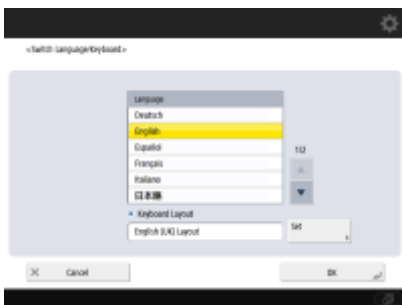 <Switch Language/Keyboard>
Language
Deutsch
English
Español
Français
Italiano
日本語
1/2
Keyboard Layout
English (UK) Layout
Set
Cancel
OK